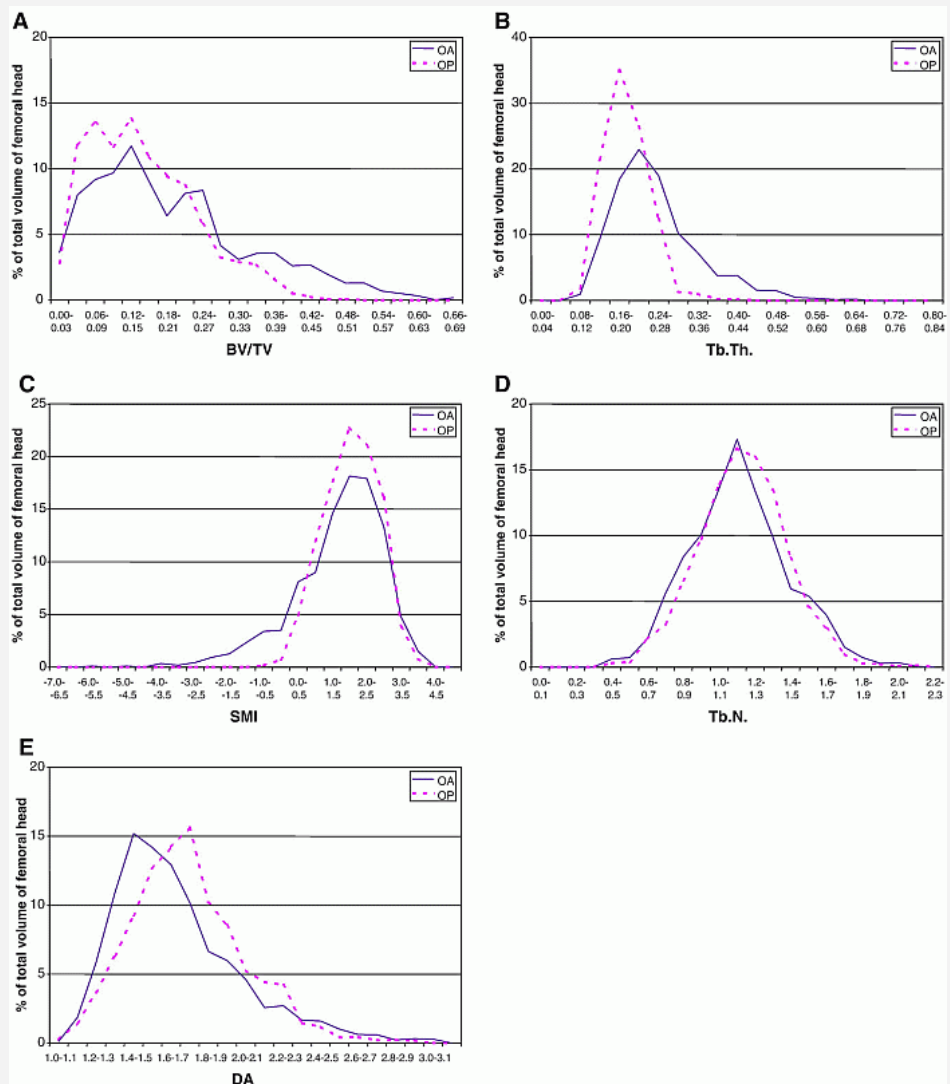 A
% of total volume of femoral head
20
15
10
5
0
OA
OP
0.00- 0.06- 0.12- 0.18- 0.24- 0.30- 0.36- 0.42- 0.48- 0.54- 0.60- 0.66-
0.03 0.09 0.15 0.21 0.27 0.33 0.39 0.45 0.51 0.57 0.63 0.69
BV/TV
B
% of total volume of femoral head
40
30
20
10
0
OA
OP
0.00- 0.08- 0.16- 0.24- 0.32- 0.40- 0.48- 0.56- 0.64- 0.72- 0.80-
0.04 0.12 0.20 0.28 0.36 0.44 0.52 0.60 0.68 0.76 0.84
Tb.Th.
C
% of total volume of femoral head
25
20
15
10
5
0
OA
OP
-7.0- -6.0- -5.0- -4.0- -3.0- -2.0- -1.0- 0.0- 1.0- 2.0- 3.0- 4.0-
-6.5 -5.5 -4.5 -3.5 -2.5 -1.5 -0.5 0.5 1.5 2.5 3.5 4.5
SMI
D
% of total volume of femoral head
20
15
10
5
0
OA
OP
0.0- 0.2- 0.4- 0.6- 0.8- 1.0- 1.2- 1.4- 1.6- 1.8- 2.0- 2.2-
0.1 0.3 0.5 0.7 0.9 1.1 1.3 1.5 1.7 1.9 2.1 2.3
Tb.N.
E
% of total volume of femoral head
20
15
10
5
0
OA
OP
1.0-1.1 1.2-1.3 1.4-1.5 1.6-1.7 1.8-1.9 2.0-2.1 2.2-2.3 2.4-2.5 2.6-2.7 2.8-2.9 3.0-3.1
DA